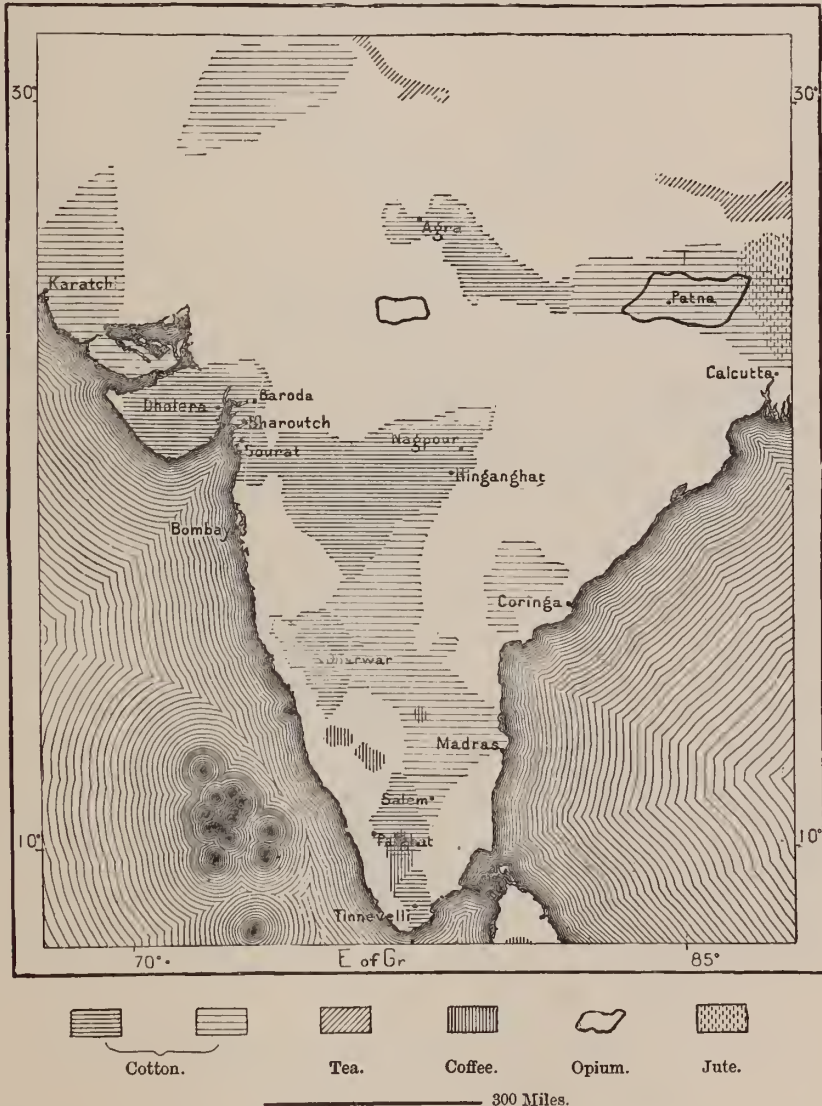 30°
30°
Agra
Karatchi
Patna
Calcutta
Dholera
Baroda
Bharoutch
Sourat
Nagpour
Hinganghat
Bombay
Coringa
Dharwar
Madras
Salem
10°
10°
Tinnevelli
70°
E of Gr
85°
Cotton.
Tea.
Coffee.
Opium.
Jute.
300 Miles.